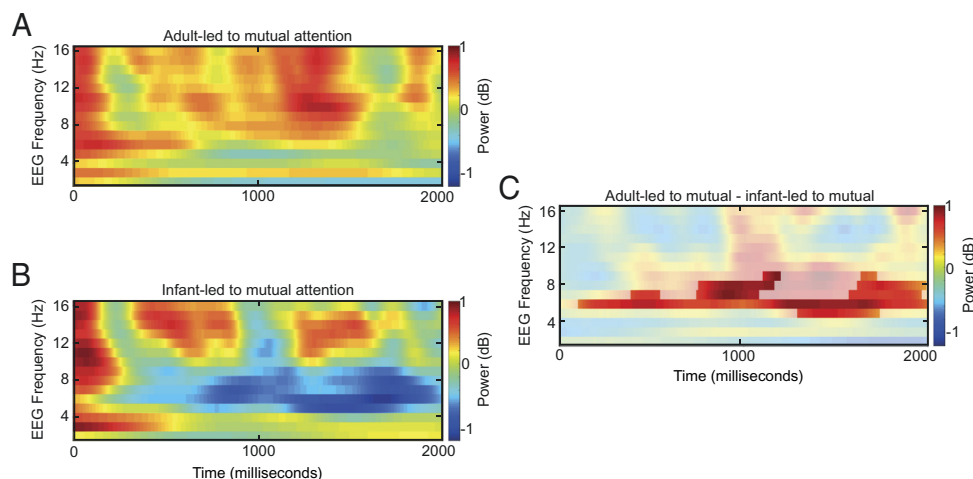 A
Adult-led to mutual attention
EEG Frequency (Hz)
16
12
8
4
0
1000
2000
1
0
-1
Power (dB)
B
Infant-led to mutual attention
EEG Frequency (Hz)
16
12
8
4
0
1000
2000
Time (milliseconds)
1
0
-1
Power (dB)
C
Adult-led to mutual - infant-led to mutual
EEG Frequency (Hz)
16
12
8
4
0
1000
2000
Time (milliseconds)
1
0
-1
Power (dB)